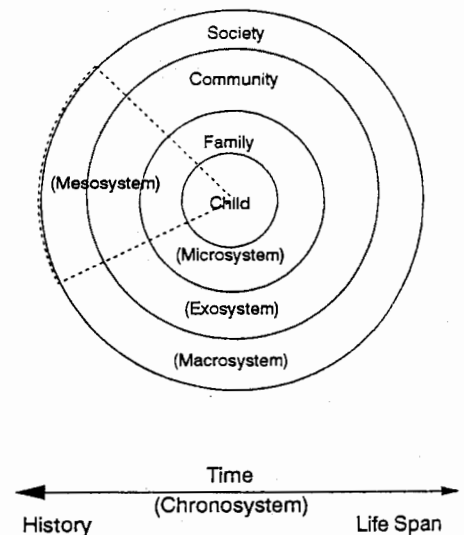 Society
Community
Family
(Mesosystem)
Child
(Microsystem)
(Exosystem)
(Macrosystem)
Time
(Chronosystem)
History
Life Span